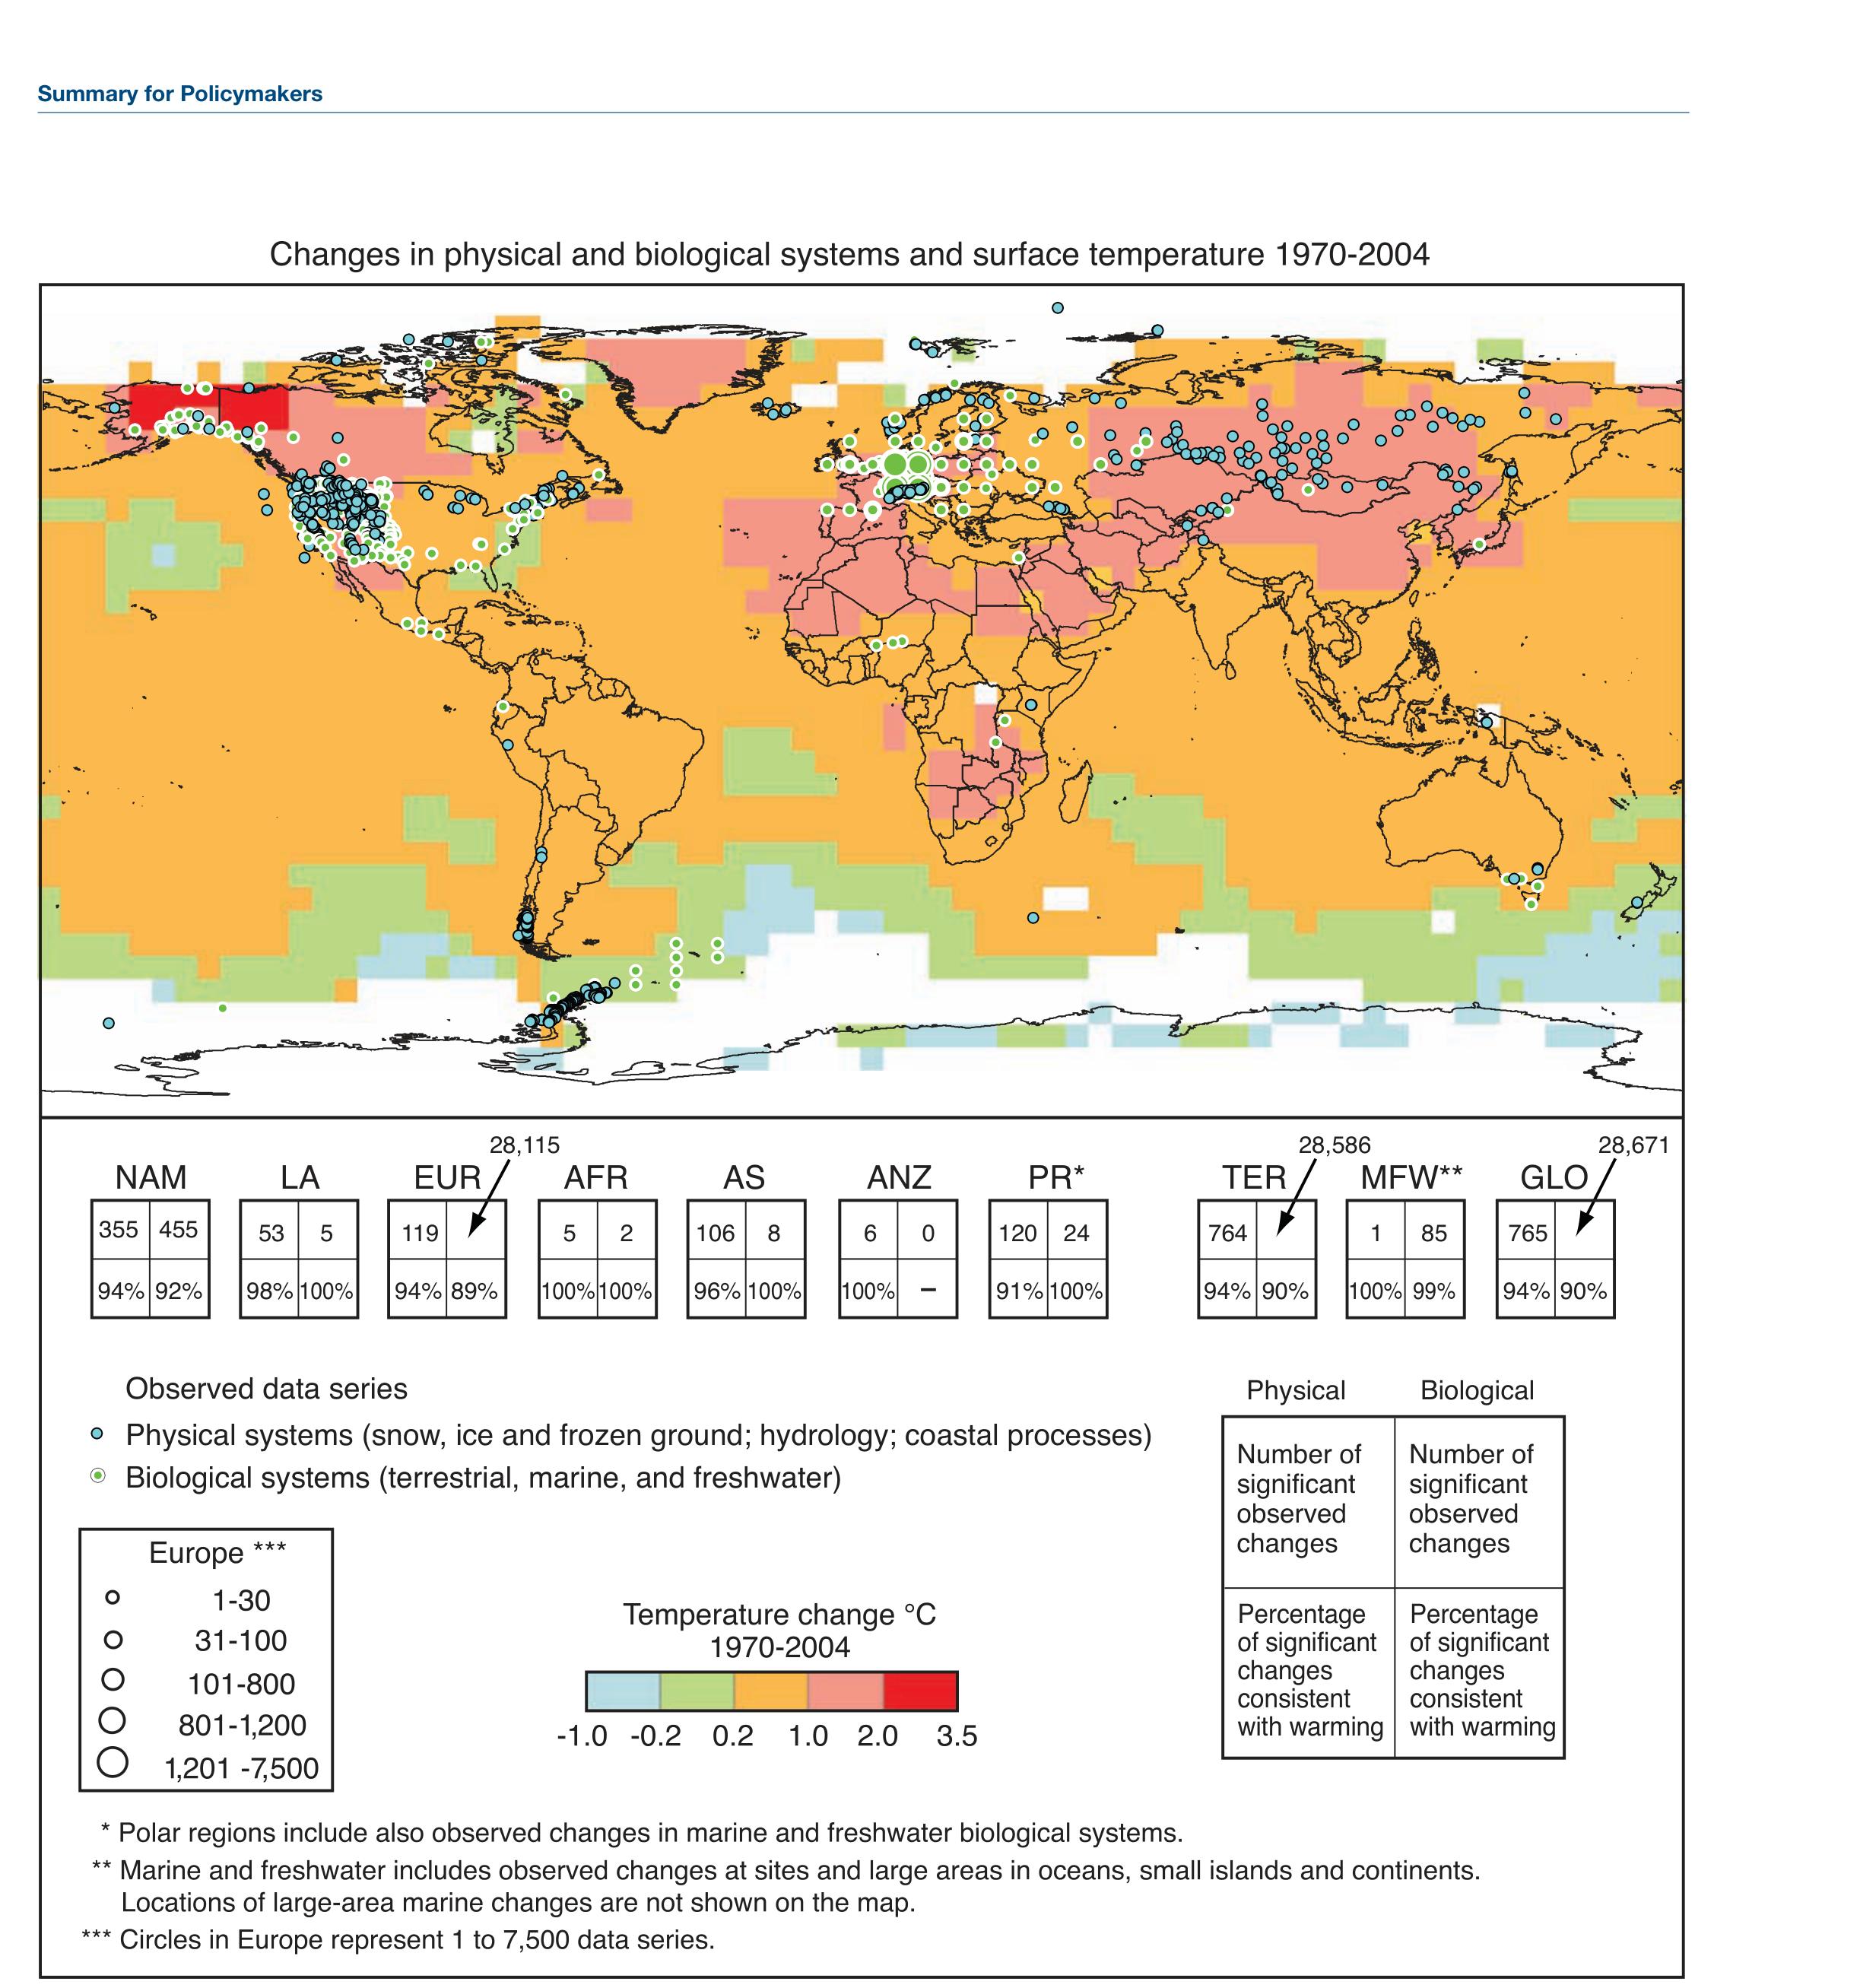 Summary for Policymakers
Changes in physical and biological systems and surface temperature 1970-2004
28,115 28,586 28,671
NAM LA EUR AFR AS ANZ PR* TER MFW** GLO
355 455 53 5 119 5 2 106 8 6 0 120 24 764 1 85 765
94% 92% 98% 100% 94% 89% 100% 100% 96% 100% 100% – 91% 100% 94% 90% 100% 99% 94% 90%
Observed data series
Physical systems (snow, ice and frozen ground; hydrology; coastal processes)
Biological systems (terrestrial, marine, and freshwater)
Europe ***
1-30
31-100
101-800
801-1,200
1,201 -7,500
Temperature change °C
1970-2004
-1.0 -0.2 0.2 1.0 2.0 3.5
Physical Biological
Number of
significant
observed
changes
Number of
significant
observed
changes
Percentage
of significant
changes
consistent
with warming
Percentage
of significant
changes
consistent
with warming
* Polar regions include also observed changes in marine and freshwater biological systems.
** Marine and freshwater includes observed changes at sites and large areas in oceans, small islands and continents.
Locations of large-area marine changes are not shown on the map.
*** Circles in Europe represent 1 to 7,500 data series.